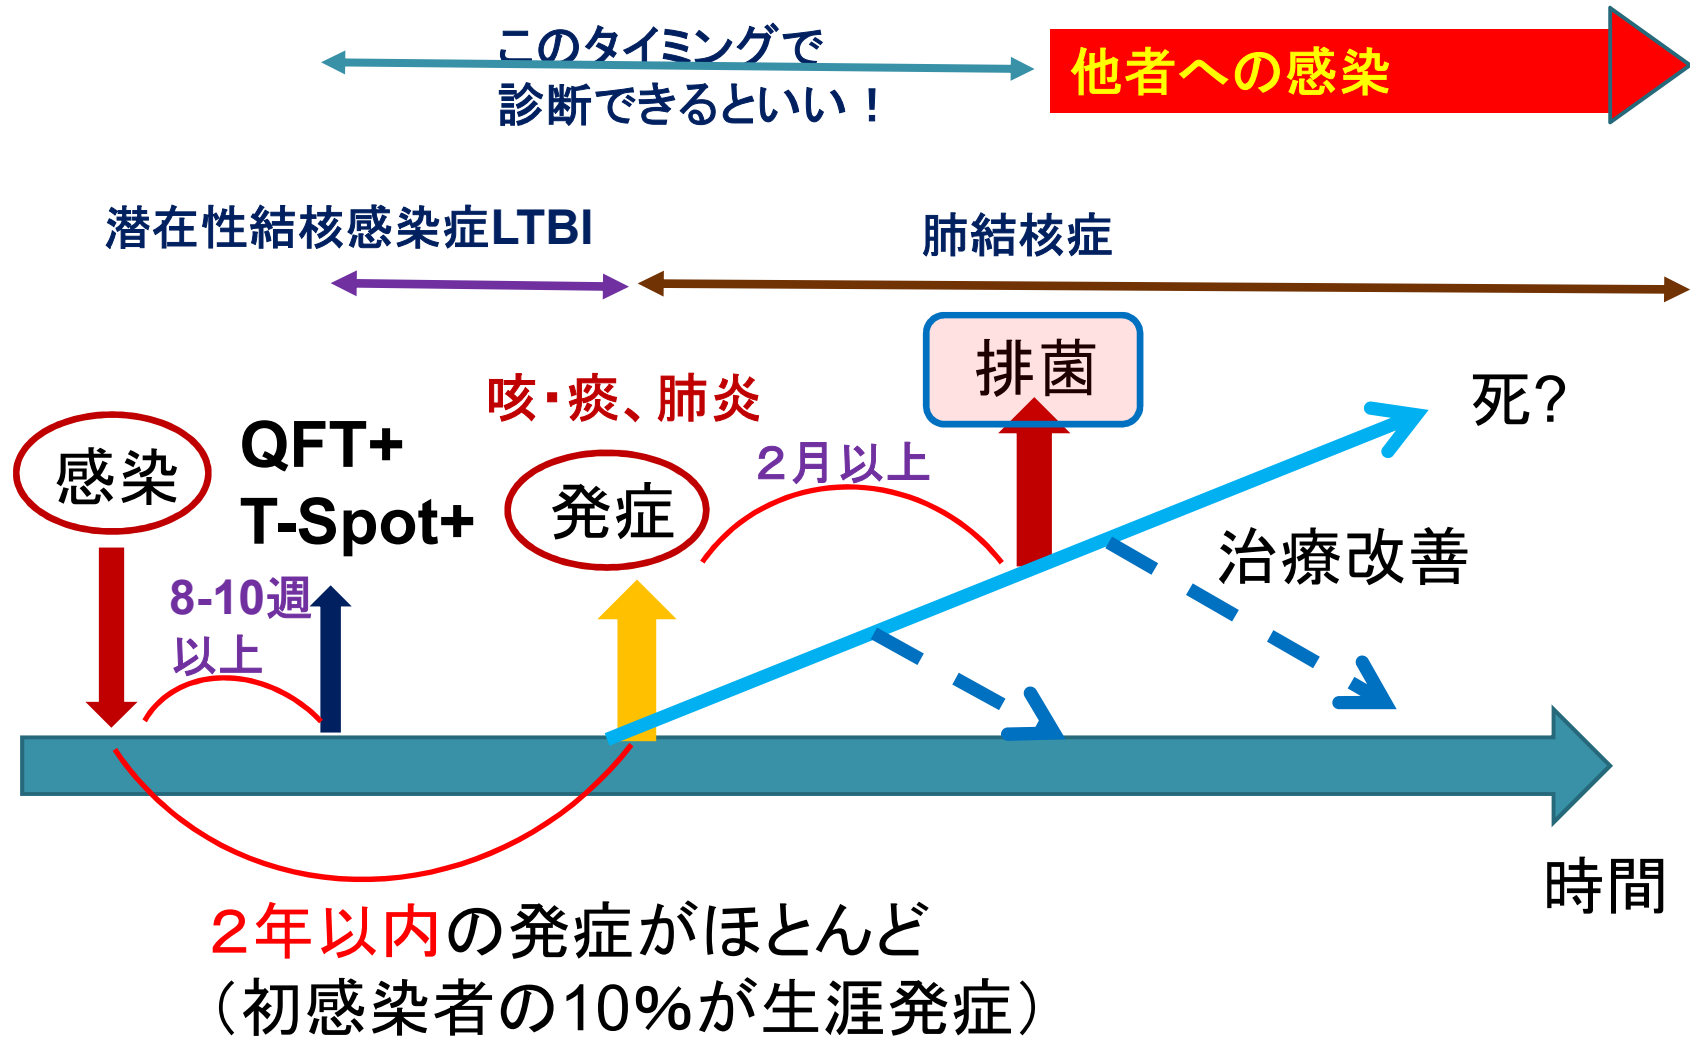 このタイミングで
診断できるといい！
他者への感染
潜在性結核感染症LTBI
肺結核症
排菌
咳・痰、肺炎
死?
感染
QFT+
T-Spot+
発症
２月以上
治療改善
8-10週
以上
時間
２年以内の発症がほとんど
（初感染者の10%が生涯発症）